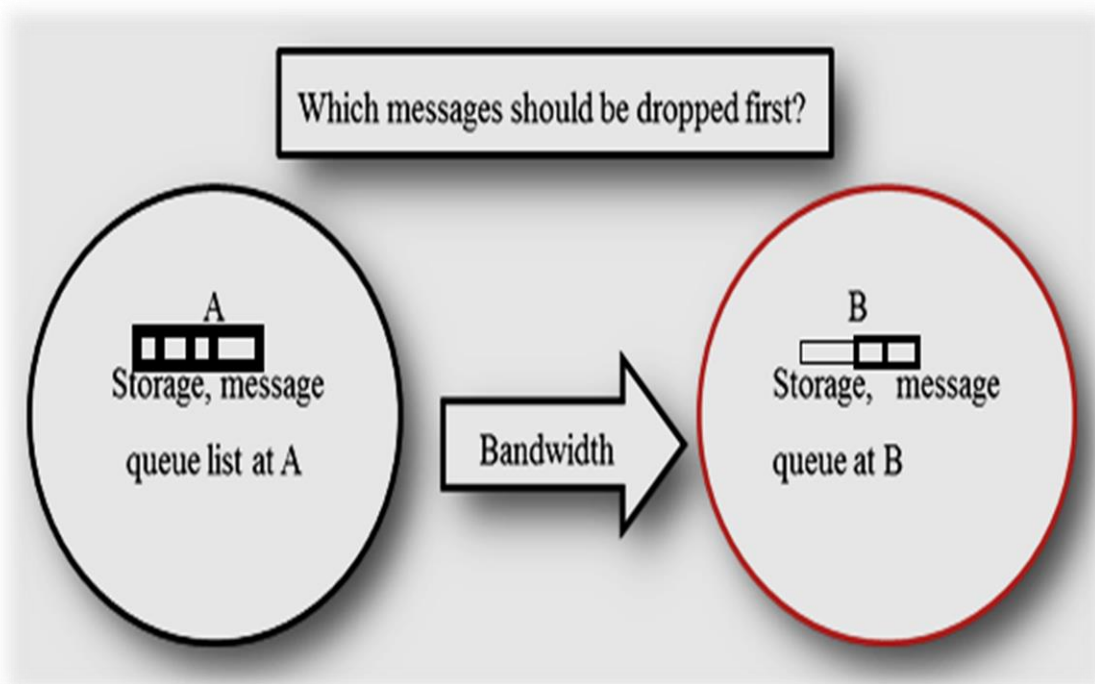 Which messages should be dropped first?
A
Storage, message
queue list at A
Bandwidth
B
Storage, message
queue at B